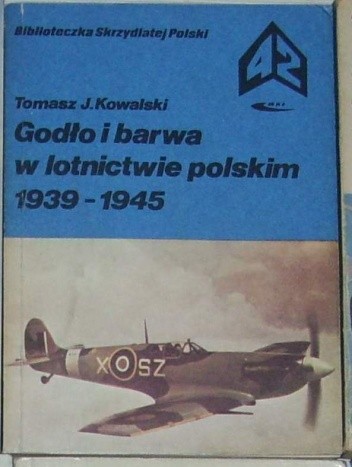 Biblioteczka Skrzydlatej Polski
42
Tomasz J. Kowalski
Godło i barwa
w lotnictwie polskim
1939-1945
X SZ